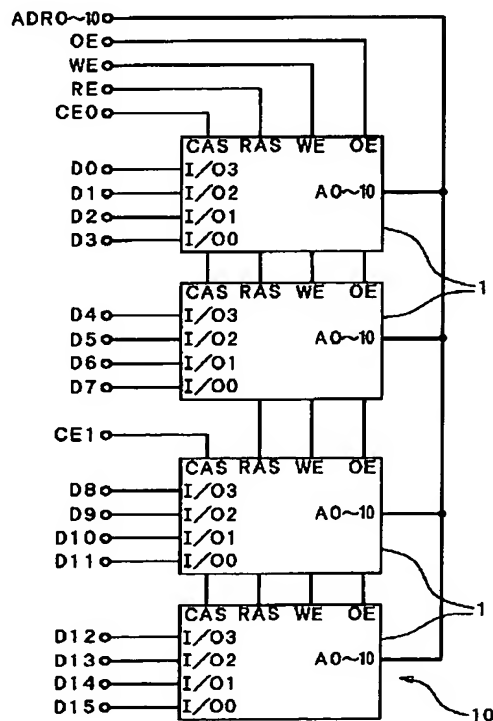 ADR0~10
OE
WE
RE
CE0
CAS RAS WE OE
D0 I/O3
D1 I/O2 A0~10
D2 I/O1
D3 I/O0
1
CAS RAS WE OE
D4 I/O3
D5 I/O2 A0~10
D6 I/O1
D7 I/O0
CE1
CAS RAS WE OE
D8 I/O3
D9 I/O2 A0~10
D10 I/O1
D11 I/O0
1
CAS RAS WE OE
D12 I/O3
D13 I/O2 A0~10
D14 I/O1
D15 I/O0
10